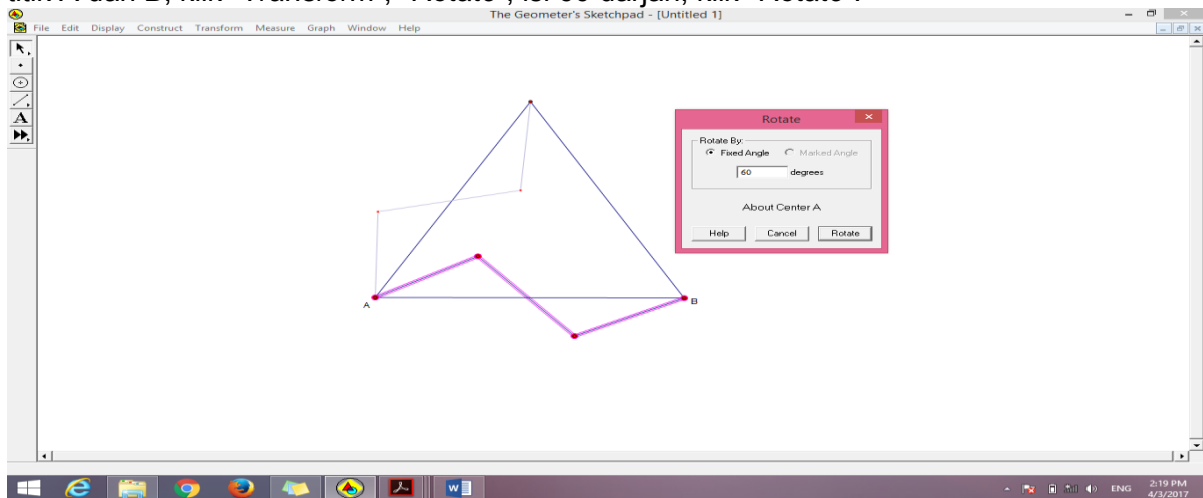 The Geometer's Sketchpad - [Untitled 1]
File Edit Display Construct Transform Measure Graph Window Help
A
Rotate
Rotate By:
Fixed Angle Marked Angle
60 degrees
About Center A
Help Cancel Rotate
A
B
ENG 2:19 PM
4/3/2017